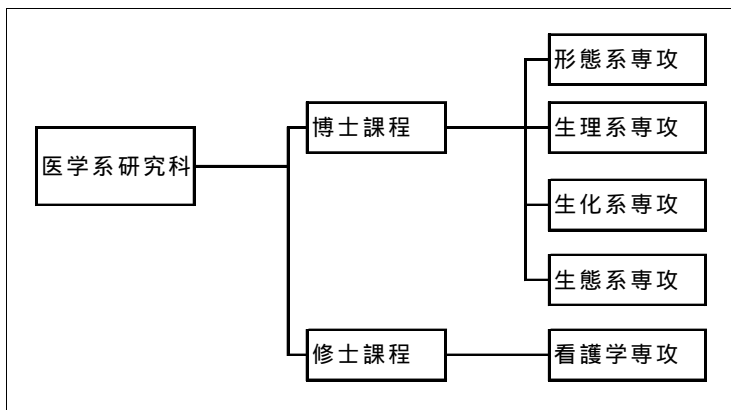 医学系研究科
博士課程
形態系専攻
生理系専攻
生化系専攻
生態系専攻
修士課程
看護学専攻